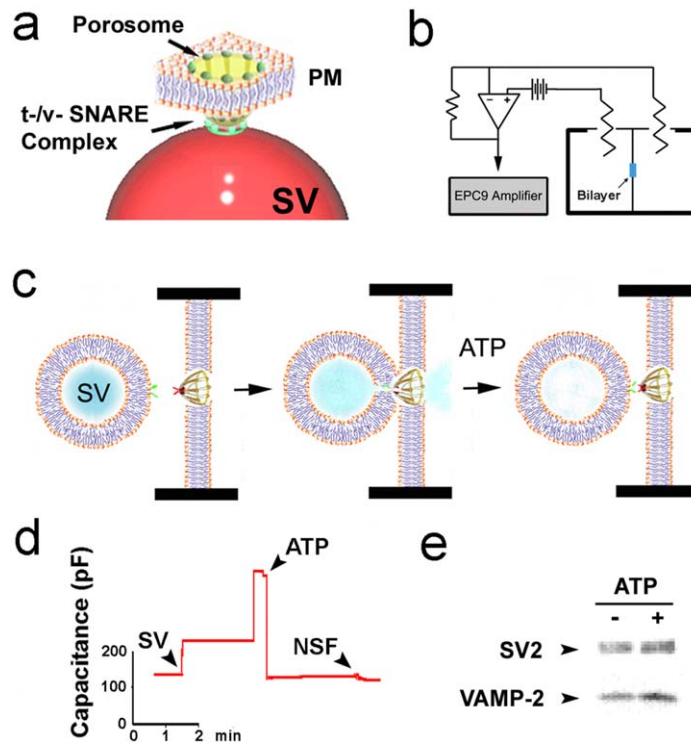 a
Porosome
PM
t-/v- SNARE
Complex
SV
b
EPC9 Amplifier
Bilayer
- +
c
SV
ATP
d
Capacitance (pF)
200
100
0
0 1 2 min
SV
ATP
NSF
e
ATP
- +
SV2
VAMP-2